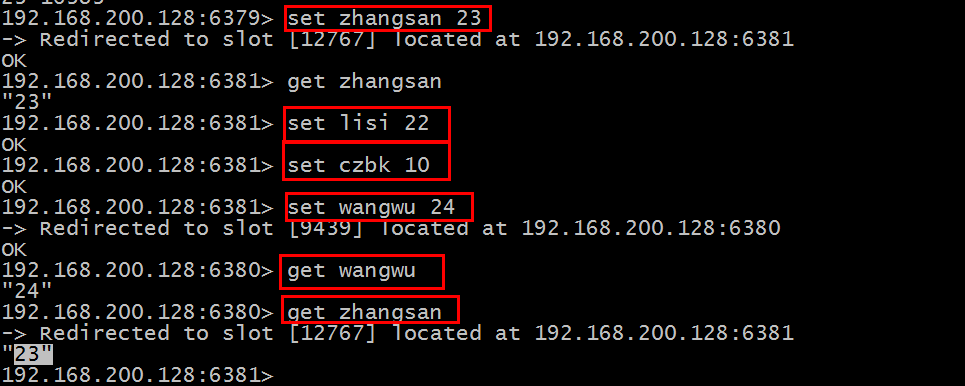 192.168.200.128:6379> set zhangsan 23
-> Redirected to slot [12767] located at 192.168.200.128:6381
OK
192.168.200.128:6381> get zhangsan
"23"
192.168.200.128:6381> set lisi 22
OK
192.168.200.128:6381> set czbk 10
OK
192.168.200.128:6381> set wangwu 24
-> Redirected to slot [9439] located at 192.168.200.128:6380
OK
192.168.200.128:6380> get wangwu
"24"
192.168.200.128:6380> get zhangsan
-> Redirected to slot [12767] located at 192.168.200.128:6381
"23"
192.168.200.128:6381>